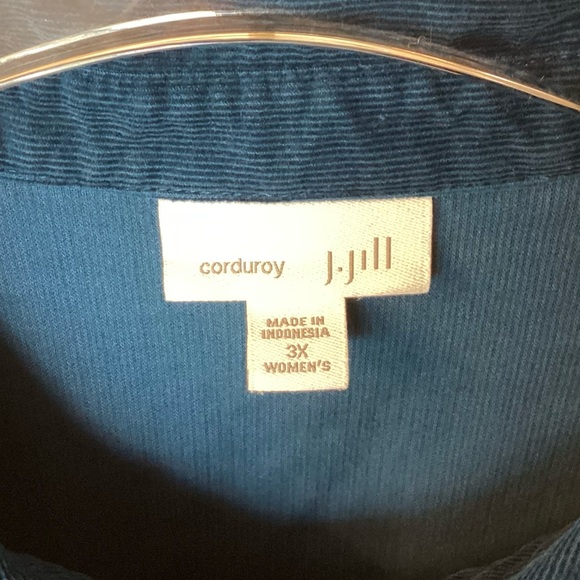 corduroy J.Jill
MADE IN
INDONESIA
3X
WOMEN'S